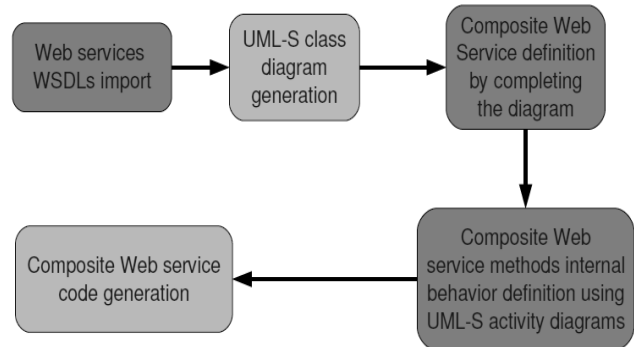 Web services
WSDLs import
UML-S class
diagram
generation
Composite Web
Service definition
by completing
the diagram
Composite Web
service methods internal
behavior definition using
UML-S activity diagrams
Composite Web service
code generation